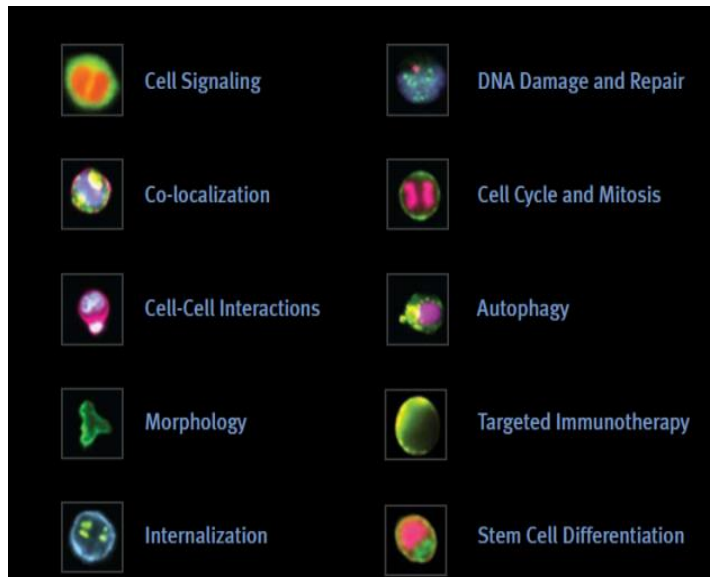 Cell Signaling
DNA Damage and Repair
Co-localization
Cell Cycle and Mitosis
Cell-Cell Interactions
Autophagy
Morphology
Targeted Immunotherapy
Internalization
Stem Cell Differentiation